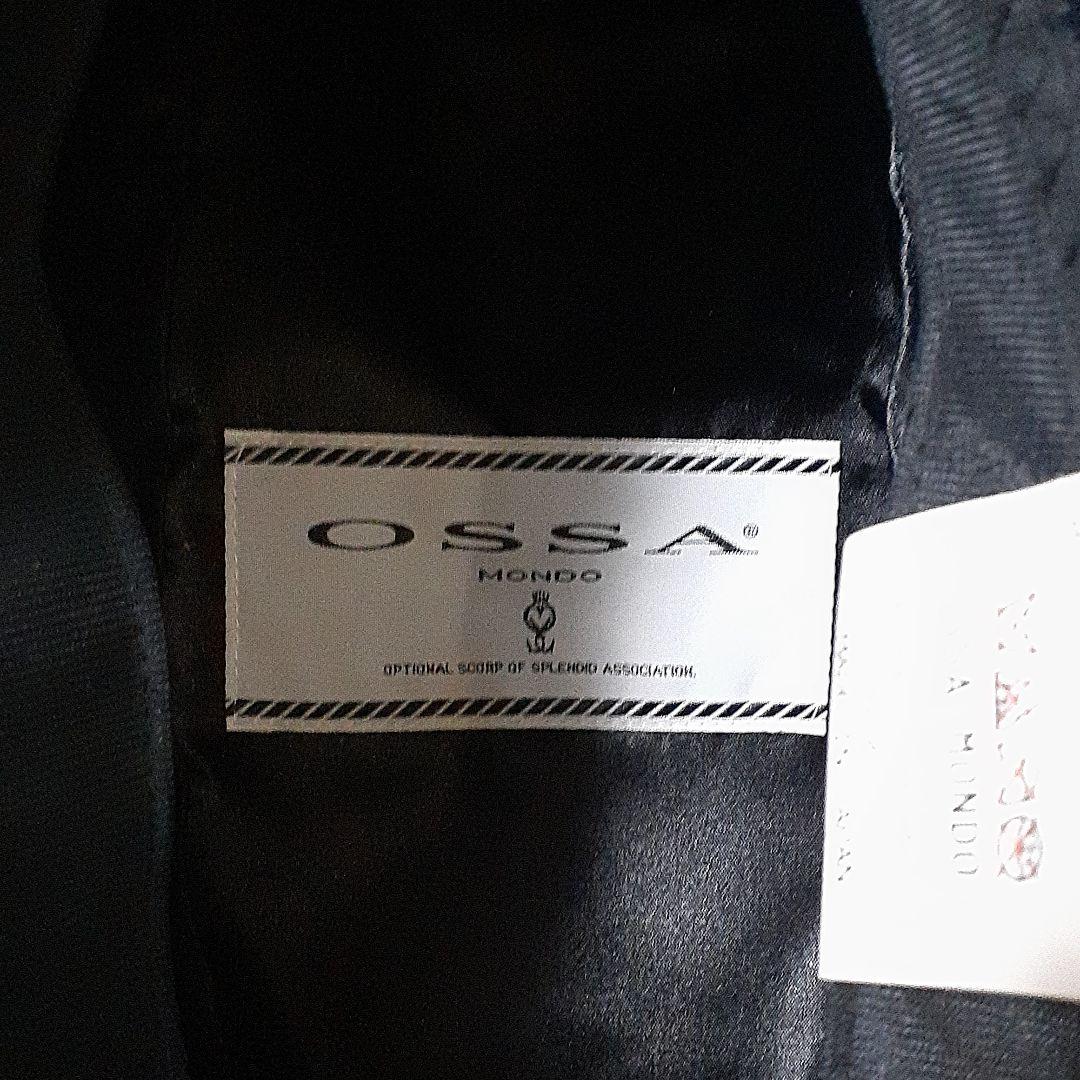 OSSA®
MONDO
OPTIONAL SCORP OF SPLENDID ASSOCIATION.
A MONDO